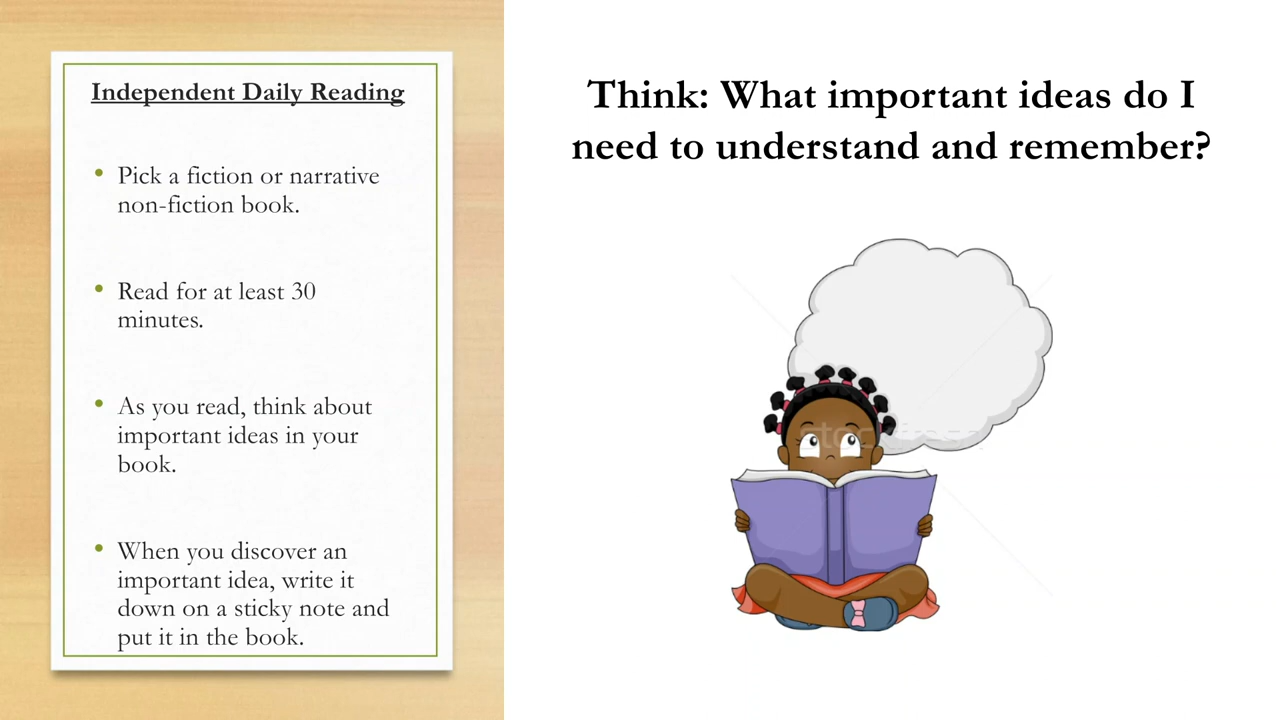 Independent Daily Reading
Pick a fiction or narrative
non-fiction book.
Read for at least 30
minutes.
As you read, think about
important ideas in your
book.
When you discover an
important idea, write it
down on a sticky note and
put it in the book.
Think: What important ideas do I
need to understand and remember?